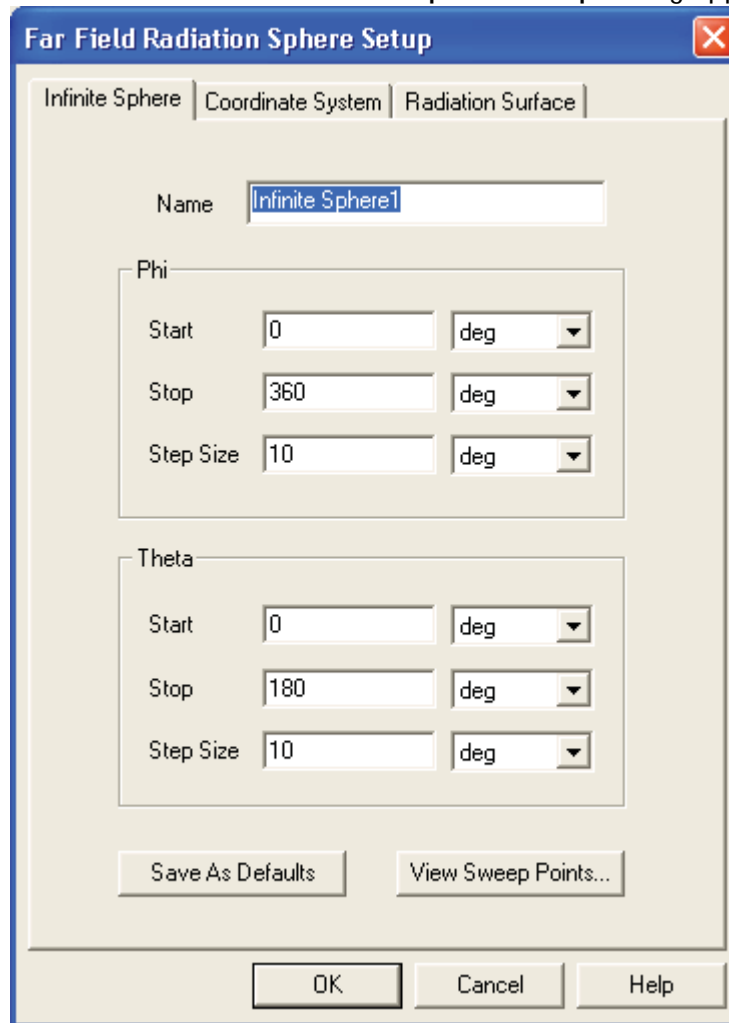 Far Field Radiation Sphere Setup
Infinite Sphere Coordinate System Radiation Surface
Name Infinite Sphere1
Phi
Start 0 deg
Stop 360 deg
Step Size 10 deg
Theta
Start 0 deg
Stop 180 deg
Step Size 10 deg
Save As Defaults View Sweep Points...
OK Cancel Help